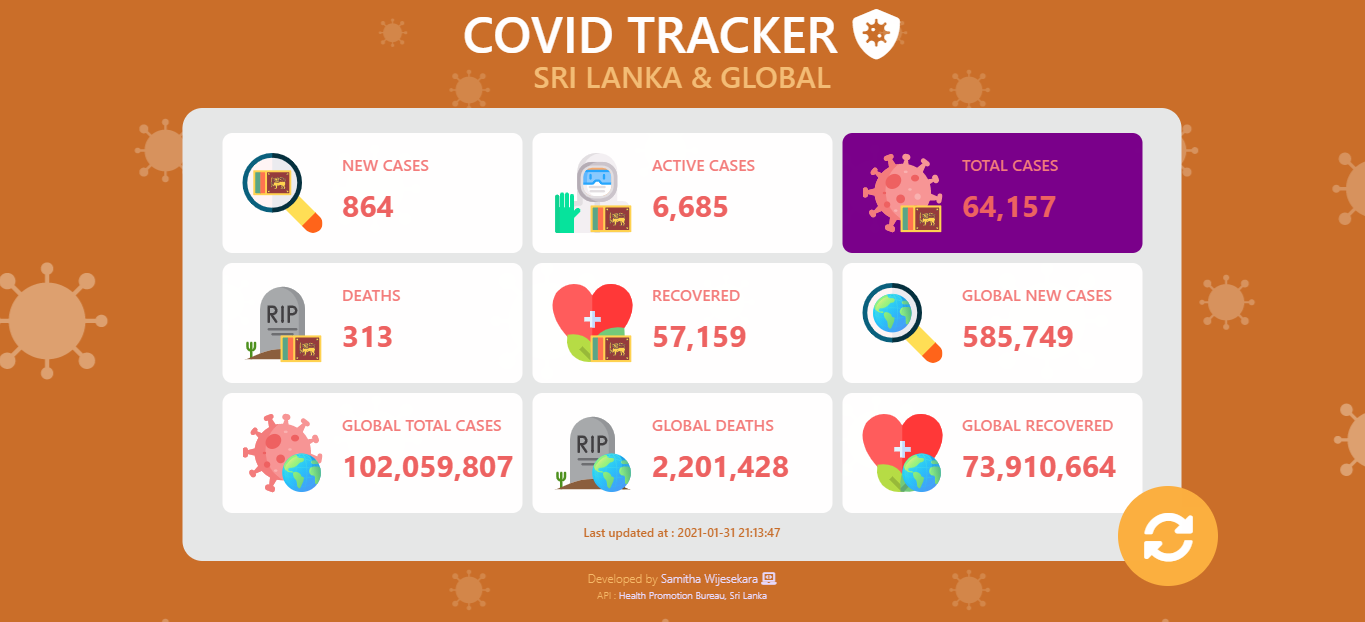 COVID TRACKER
SRI LANKA & GLOBAL
NEW CASES
864
ACTIVE CASES
6,685
TOTAL CASES
64,157
RIP
DEATHS
313
RECOVERED
57,159
GLOBAL NEW CASES
585,749
GLOBAL TOTAL CASES
102,059,807
RIP
GLOBAL DEATHS
2,201,428
GLOBAL RECOVERED
73,910,664
Last updated at : 2021-01-31 21:13:47
Developed by Samitha Wijesekara
API : Health Promotion Bureau, Sri Lanka